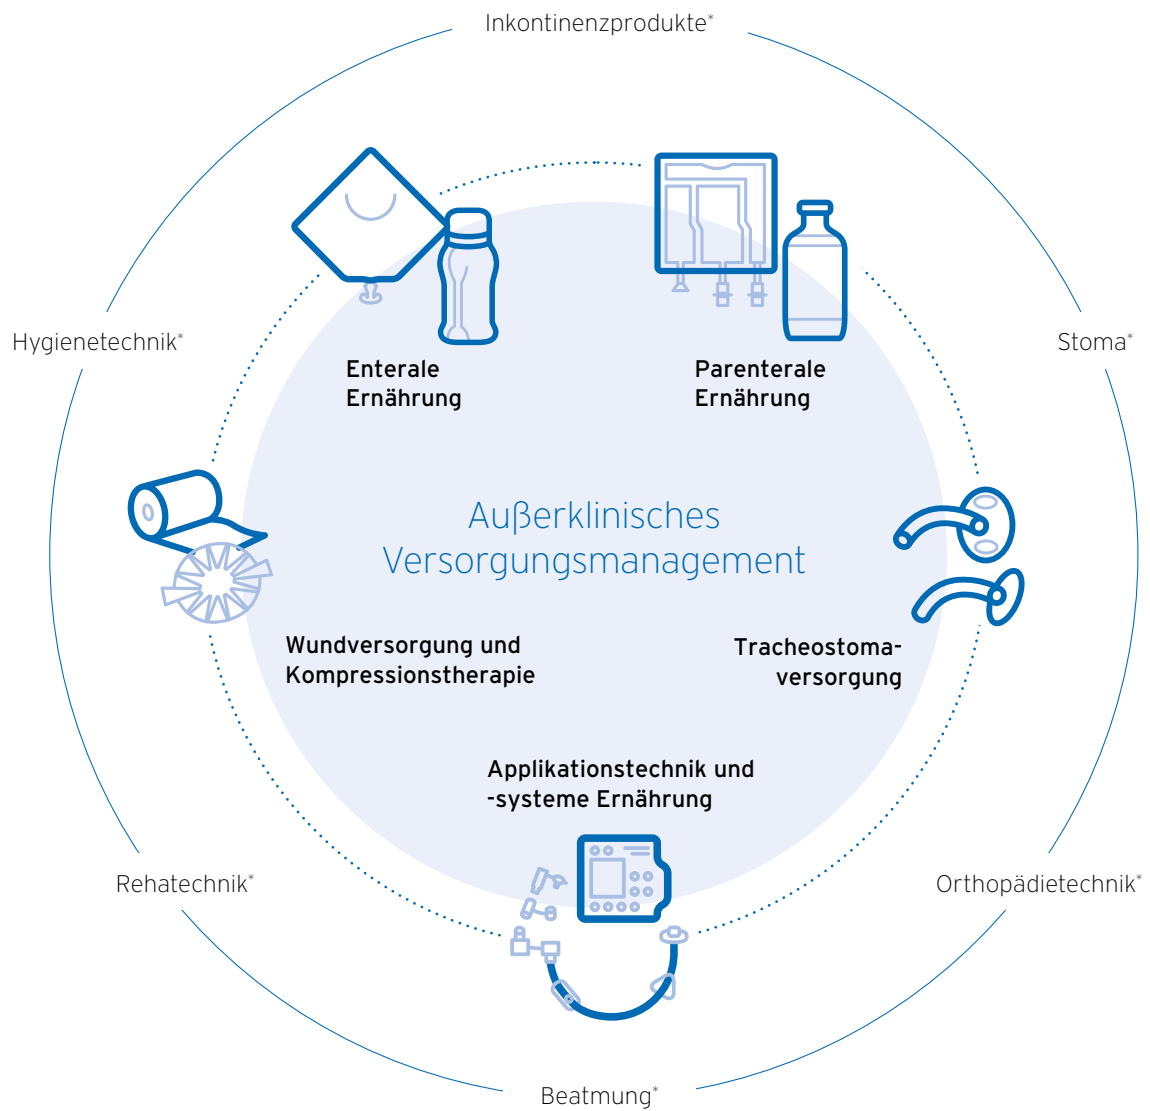 Inkontinenzprodukte*
Hygienetechnik*
Stoma*
Enterale
Ernährung
Parenterale
Ernährung
Außerklinisches
Versorgungsmanagement
Wundversorgung und
Kompressionstherapie
Tracheostoma-
versorgung
Applikationstechnik und
-systeme Ernährung
Rehatechnik*
Orthopädietechnik*
Beatmung*